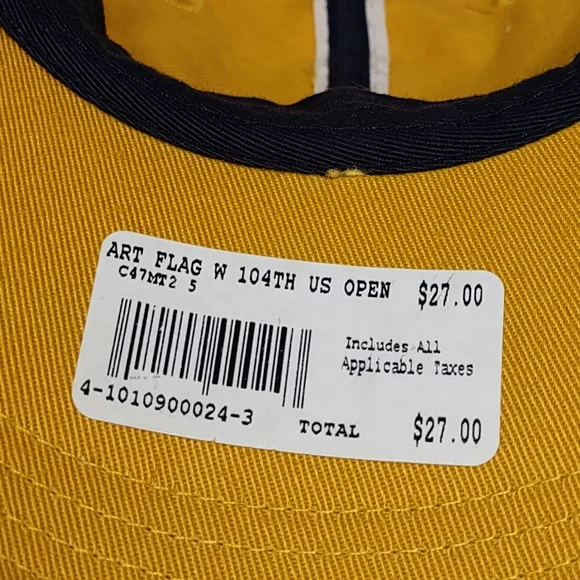 ART FLAG W 104TH US OPEN $27.00
C47MT2 5
Includes All
Applicable Taxes
4-1010900024-3
TOTAL $27.00